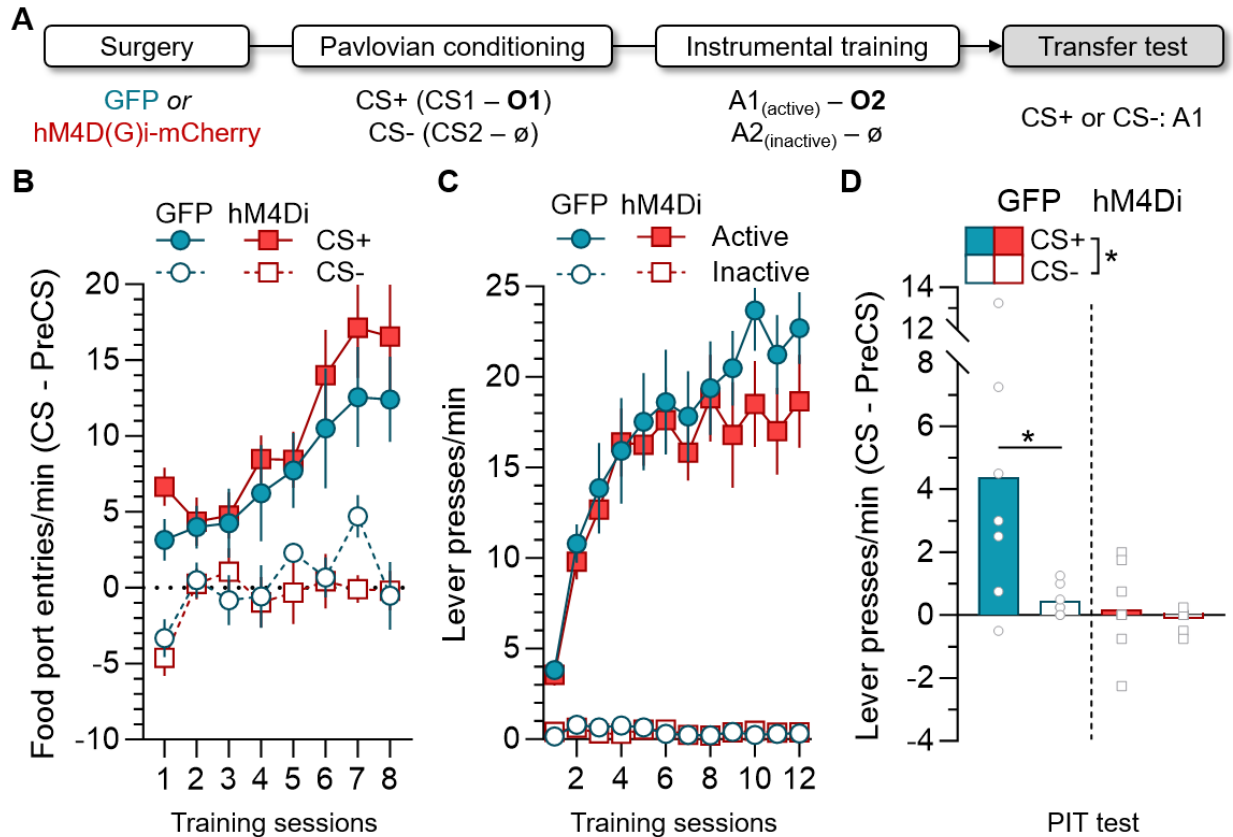 A
Surgery
Pavlovian conditioning
Instrumental training
Transfer test
GFP or
hM4D(G)i-mCherry
CS+ (CS1 – O1)
CS- (CS2 – ø)
A1(active) – O2
A2(inactive) – ø
CS+ or CS-: A1
B
GFP hM4Di
CS+
CS-
Food port entries/min (CS - PreCS)
20
15
10
5
0
-5
-10
1 2 3 4 5 6 7 8
Training sessions
C
GFP hM4Di
Active
Inactive
Lever presses/min
25
20
15
10
5
0
2 4 6 8 10 12
Training sessions
D
GFP hM4Di
CS+
CS-
*
Lever presses/min (CS - PreCS)
14
12
8
6
4
2
0
-2
-4
*
PIT test